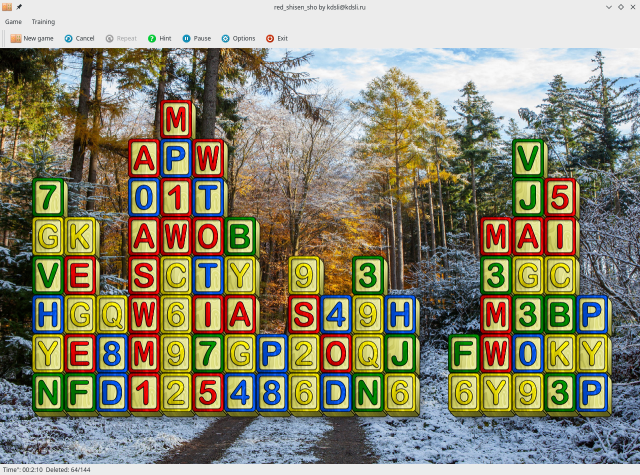 red_shisen_sho by kdsli@kdsli.ru
Game Training
New game Cancel Repeat Hint Pause Options Exit
M
A P W V
7 0 1 T J 5
G K A W O B M A I
V E S C T Y 9 3 3 G C
H G Q W 6 I A S 4 9 H M 3 B P
Y E 8 M 9 7 G P 2 O Q J F W 0 K Y
N F D 1 2 5 4 8 6 D N 6 6 Y 9 3 P
Time": 00:2:10 Deleted: 64/144